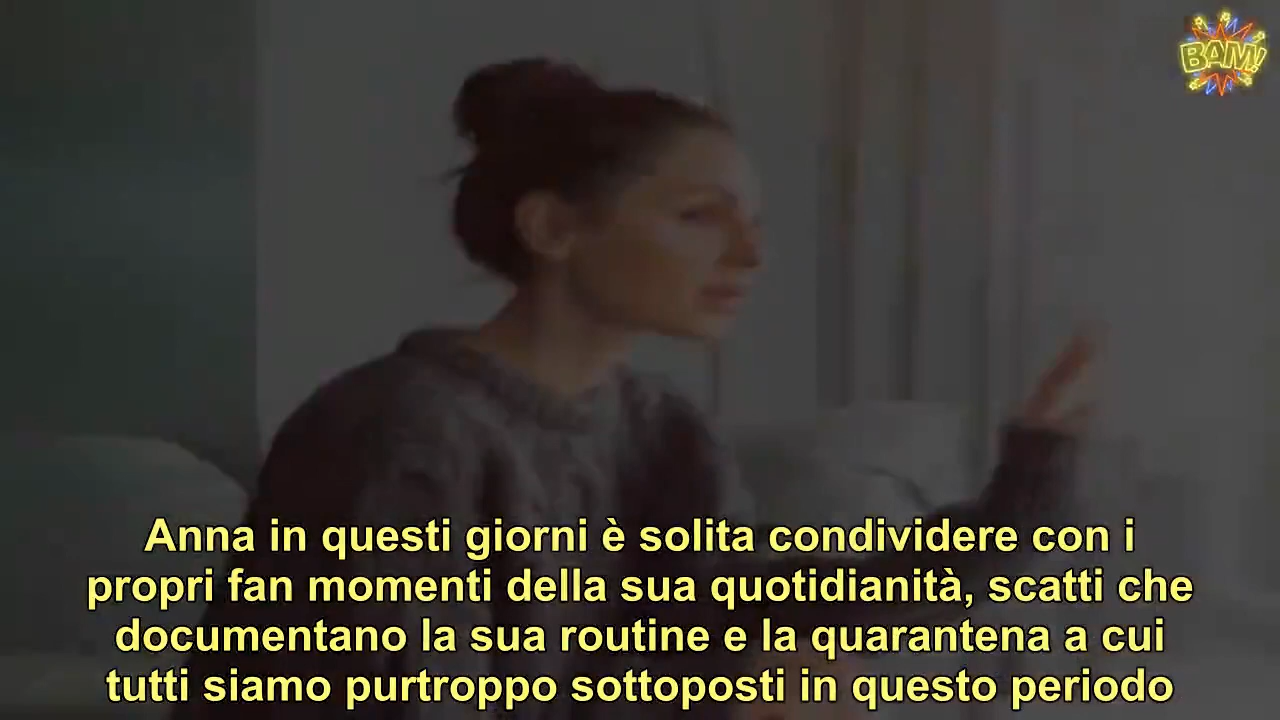 BAM!
Anna in questi giorni è solita condividere con i
propri fan momenti della sua quotidianità, scatti che
documentano la sua routine e la quarantena a cui
tutti siamo purtroppo sottoposti in questo periodo